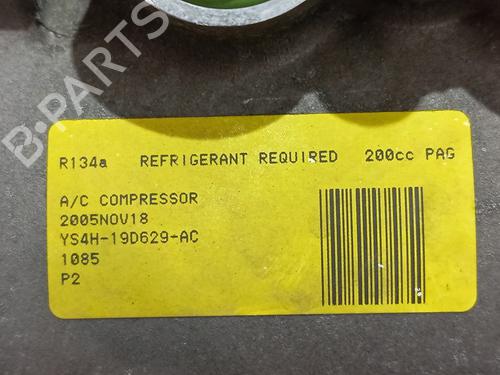 B-PARTS
R134a REFRIGERANT REQUIRED 200cc PAG
A/C COMPRESSOR
2005NOV18
YS4H-19D629-AC
1085
P2